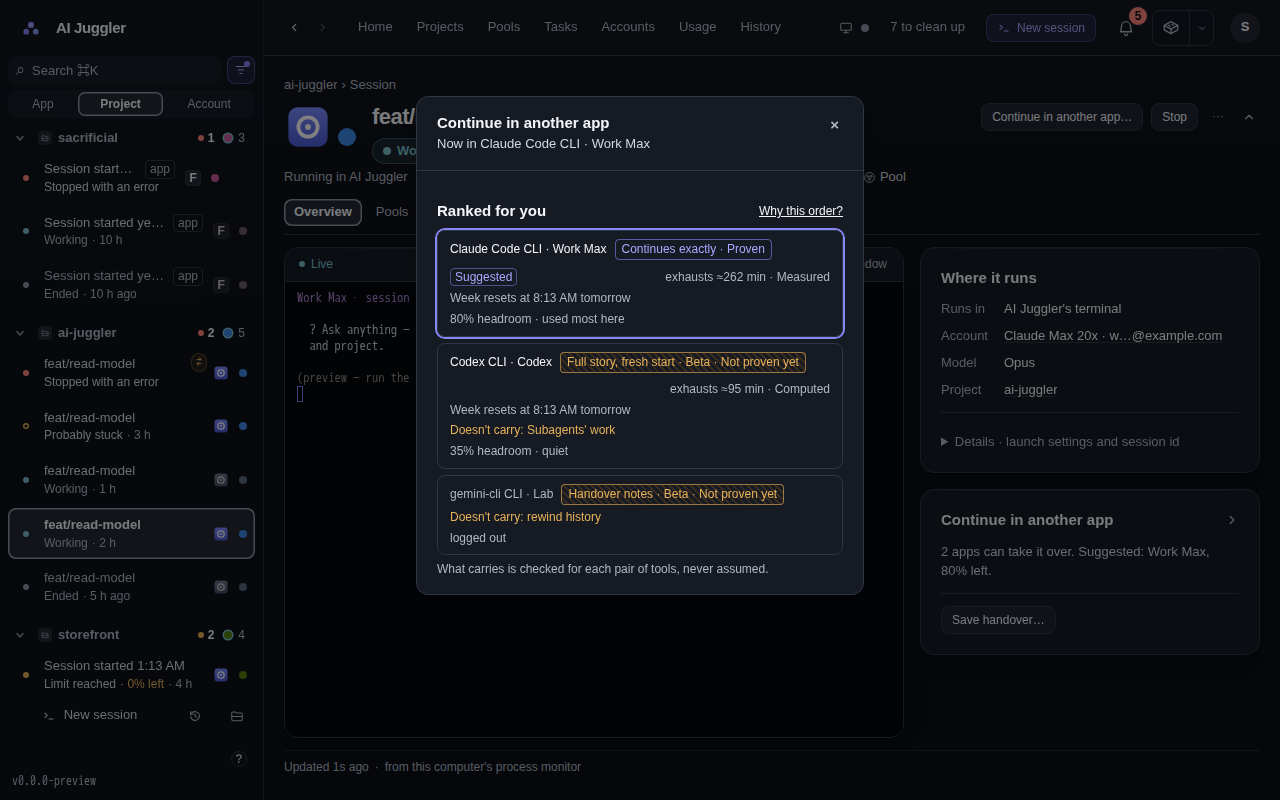 AI Juggler
Search ⌘K
App Project Account
sacrificial 1 3
Session start… app F
Stopped with an error
Session started ye… app F
Working · 10 h
Session started ye… app F
Ended · 10 h ago
ai-juggler 2 5
feat/read-model
Stopped with an error
feat/read-model
Probably stuck · 3 h
feat/read-model
Working · 1 h
feat/read-model
Working · 2 h
feat/read-model
Ended · 5 h ago
storefront 2 4
Session started 1:13 AM
Limit reached · 0% left · 4 h
New session
?
v0.0.0-preview
Home Projects Pools Tasks Accounts Usage History
7 to clean up
New session
5
S
ai-juggler › Session
feat/
Wo
Continue in another app…
Stop
Running in AI Juggler
Pool
Overview Pools
Live
dow
Work Max · session
? Ask anything —
and project.
(preview — run the
Continue in another app
Now in Claude Code CLI · Work Max
×
Ranked for you
Why this order?
Claude Code CLI · Work Max Continues exactly · Proven
Suggested exhausts ≈262 min · Measured
Week resets at 8:13 AM tomorrow
80% headroom · used most here
Codex CLI · Codex Full story, fresh start · Beta · Not proven yet
exhausts ≈95 min · Computed
Week resets at 8:13 AM tomorrow
Doesn't carry: Subagents' work
35% headroom · quiet
gemini-cli CLI · Lab Handover notes · Beta · Not proven yet
Doesn't carry: rewind history
logged out
What carries is checked for each pair of tools, never assumed.
Where it runs
Runs in AI Juggler's terminal
Account Claude Max 20x · w…@example.com
Model Opus
Project ai-juggler
Details · launch settings and session id
Continue in another app
2 apps can take it over. Suggested: Work Max,
80% left.
Save handover…
Updated 1s ago · from this computer's process monitor